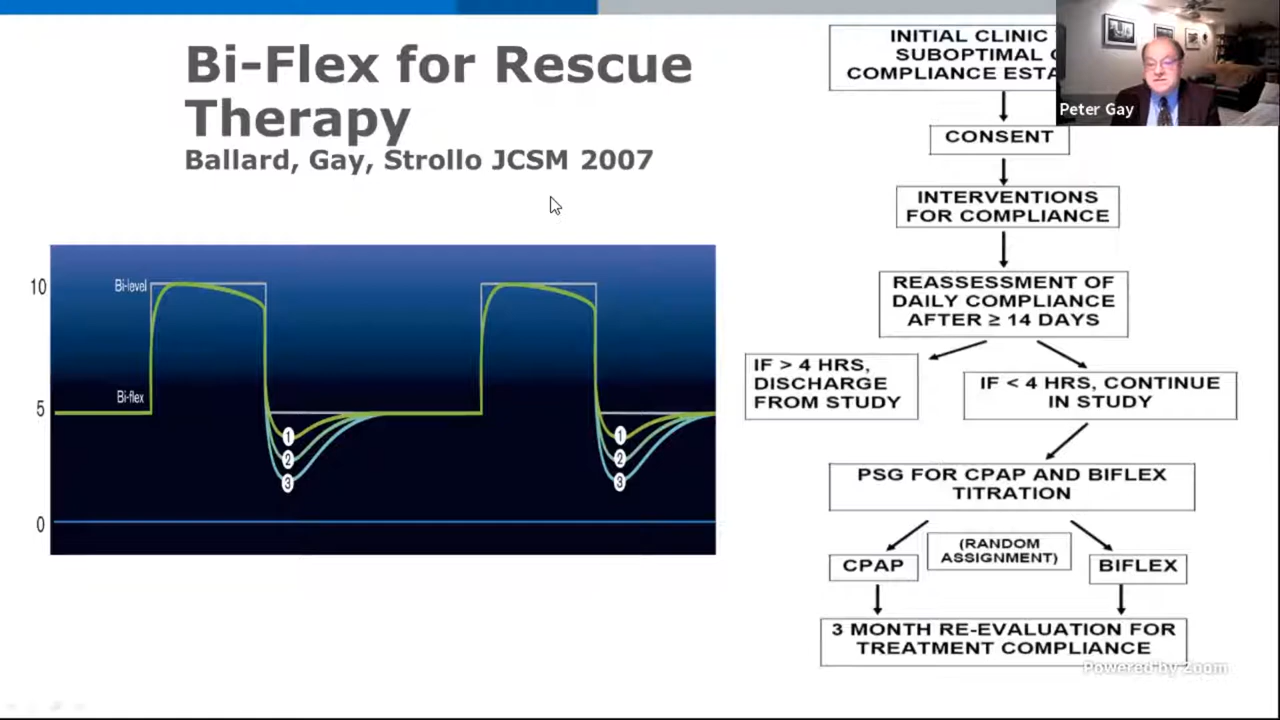 Bi-Flex for Rescue
Therapy
Ballard, Gay, Strollo JCSM 2007
10
Bi-level
Bi-flex
5
1
2
3
1
2
3
0
INITIAL CLINIC
SUBOPTIMAL
COMPLIANCE ESTA
Peter Gay
CONSENT
INTERVENTIONS
FOR COMPLIANCE
REASSESSMENT OF
DAILY COMPLIANCE
AFTER ≥ 14 DAYS
IF > 4 HRS,
DISCHARGE
FROM STUDY
IF < 4 HRS, CONTINUE
IN STUDY
PSG FOR CPAP AND BIFLEX
TITRATION
(RANDOM
ASSIGNMENT)
CPAP
BIFLEX
3 MONTH RE-EVALUATION FOR
TREATMENT COMPLIANCE
Powered by Zoom